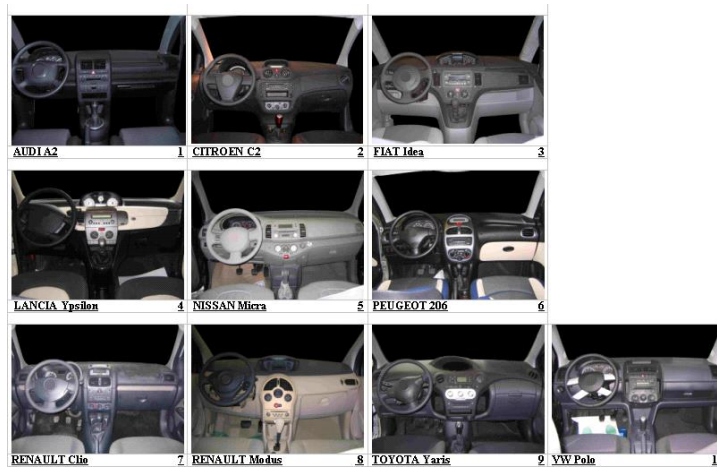 AUDI A2 1
CITROEN C2 2
FIAT Idea 3
LANCIA Ypsilon 4
NISSAN Micra 5
PEUGEOT 206 6
RENAULT Clio 7
RENAULT Modus 8
TOYOTA Yaris 9
VW Polo 1